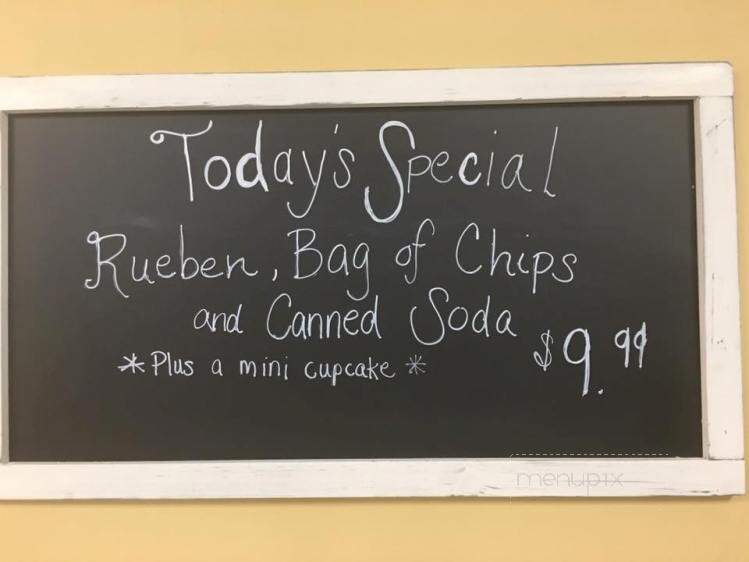 Today's Special
Rueben, Bag of Chips
and Canned Soda
$9.99
*Plus a mini cupcake*
menupix